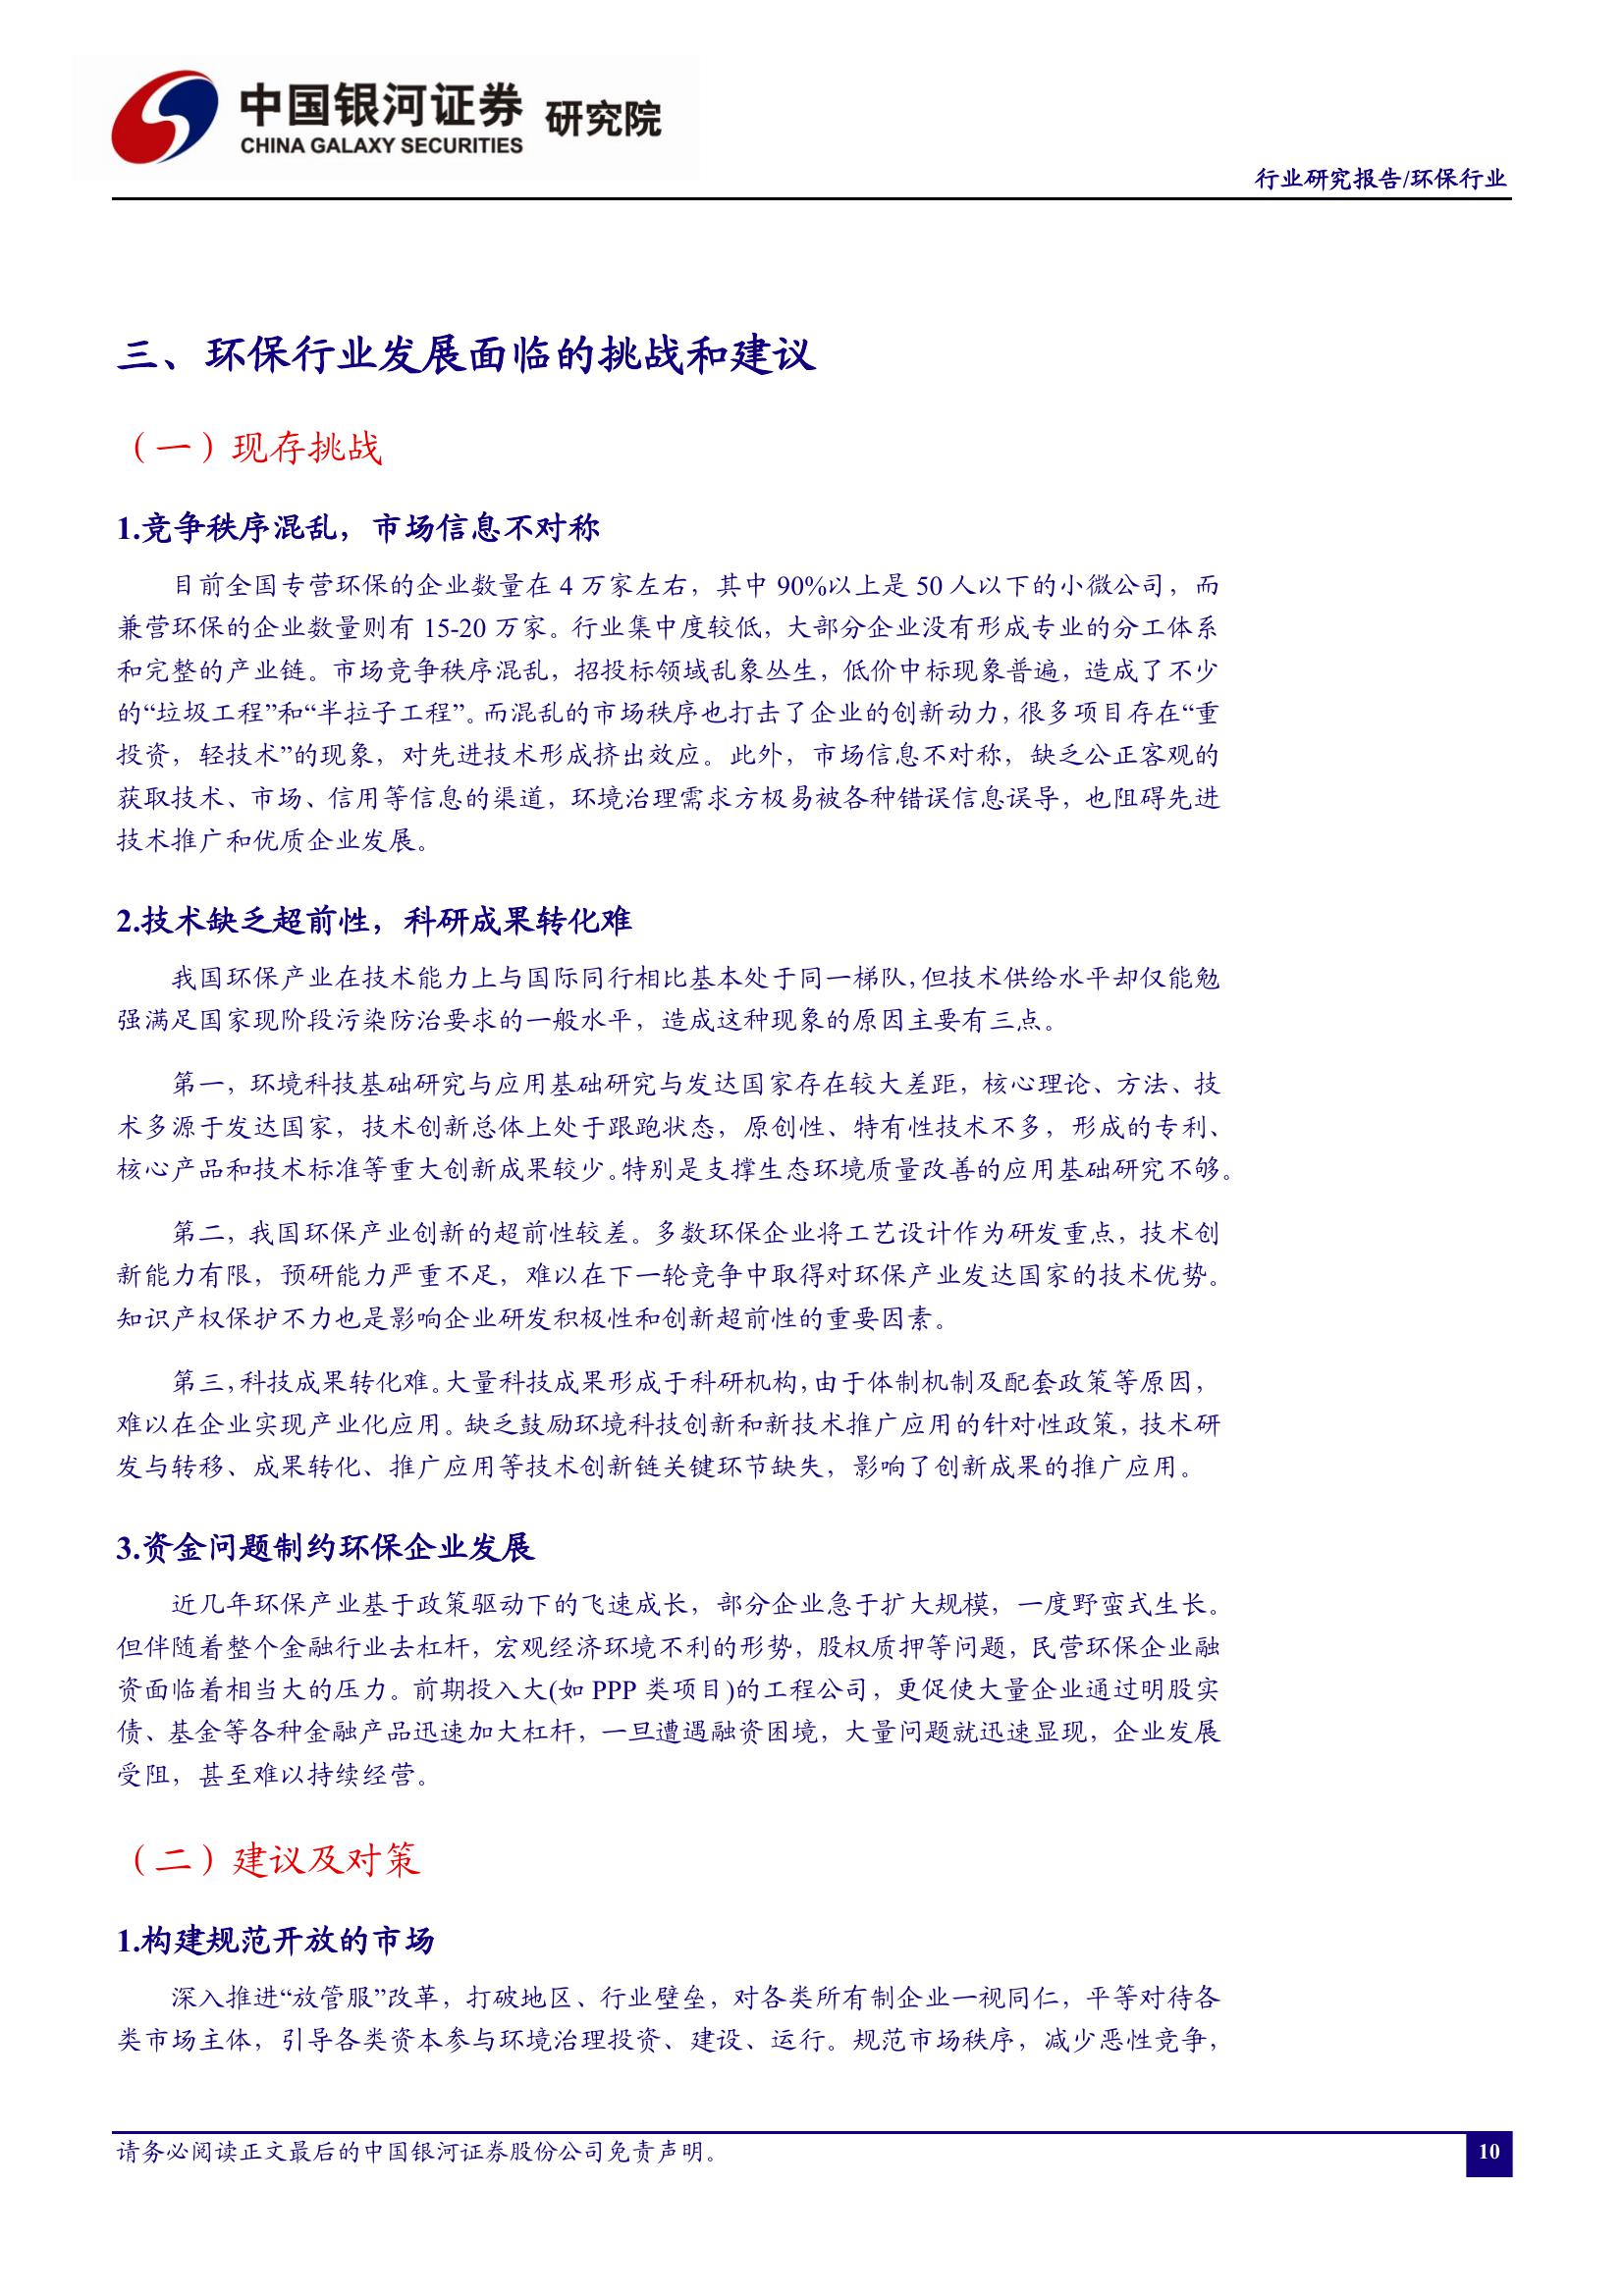 中国银河证券 研究院
CHINA GALAXY SECURITIES
行业研究报告/环保行业
三、环保行业发展面临的挑战和建议
（一）现存挑战
1.竞争秩序混乱，市场信息不对称
目前全国专营环保的企业数量在 4 万家左右，其中 90%以上是 50 人以下的小微公司，而
兼营环保的企业数量则有 15-20 万家。行业集中度较低，大部分企业没有形成专业的分工体系
和完整的产业链。市场竞争秩序混乱，招投标领域乱象丛生，低价中标现象普遍，造成了不少
的“垃圾工程”和“半拉子工程”。而混乱的市场秩序也打击了企业的创新动力，很多项目存在“重
投资，轻技术”的现象，对先进技术形成挤出效应。此外，市场信息不对称，缺乏公正客观的
获取技术、市场、信用等信息的渠道，环境治理需求方极易被各种错误信息误导，也阻碍先进
技术推广和优质企业发展。
2.技术缺乏超前性，科研成果转化难
我国环保产业在技术能力上与国际同行相比基本处于同一梯队，但技术供给水平却仅能勉
强满足国家现阶段污染防治要求的一般水平，造成这种现象的原因主要有三点。
第一，环境科技基础研究与应用基础研究与发达国家存在较大差距，核心理论、方法、技
术多源于发达国家，技术创新总体上处于跟跑状态，原创性、特有性技术不多，形成的专利、
核心产品和技术标准等重大创新成果较少。特别是支撑生态环境质量改善的应用基础研究不够。
第二，我国环保产业创新的超前性较差。多数环保企业将工艺设计作为研发重点，技术创
新能力有限，预研能力严重不足，难以在下一轮竞争中取得对环保产业发达国家的技术优势。
知识产权保护不力也是影响企业研发积极性和创新超前性的重要因素。
第三，科技成果转化难。大量科技成果形成于科研机构，由于体制机制及配套政策等原因，
难以在企业实现产业化应用。缺乏鼓励环境科技创新和新技术推广应用的针对性政策，技术研
发与转移、成果转化、推广应用等技术创新链关键环节缺失，影响了创新成果的推广应用。
3.资金问题制约环保企业发展
近几年环保产业基于政策驱动下的飞速成长，部分企业急于扩大规模，一度野蛮式生长。
但伴随着整个金融行业去杠杆，宏观经济环境不利的形势，股权质押等问题，民营环保企业融
资面临着相当大的压力。前期投入大(如 PPP 类项目)的工程公司，更促使大量企业通过明股实
债、基金等各种金融产品迅速加大杠杆，一旦遭遇融资困境，大量问题就迅速显现，企业发展
受阻，甚至难以持续经营。
（二）建议及对策
1.构建规范开放的市场
深入推进“放管服”改革，打破地区、行业壁垒，对各类所有制企业一视同仁，平等对待各
类市场主体，引导各类资本参与环境治理投资、建设、运行。规范市场秩序，减少恶性竞争，
请务必阅读正文最后的中国银河证券股份公司免责声明。
10